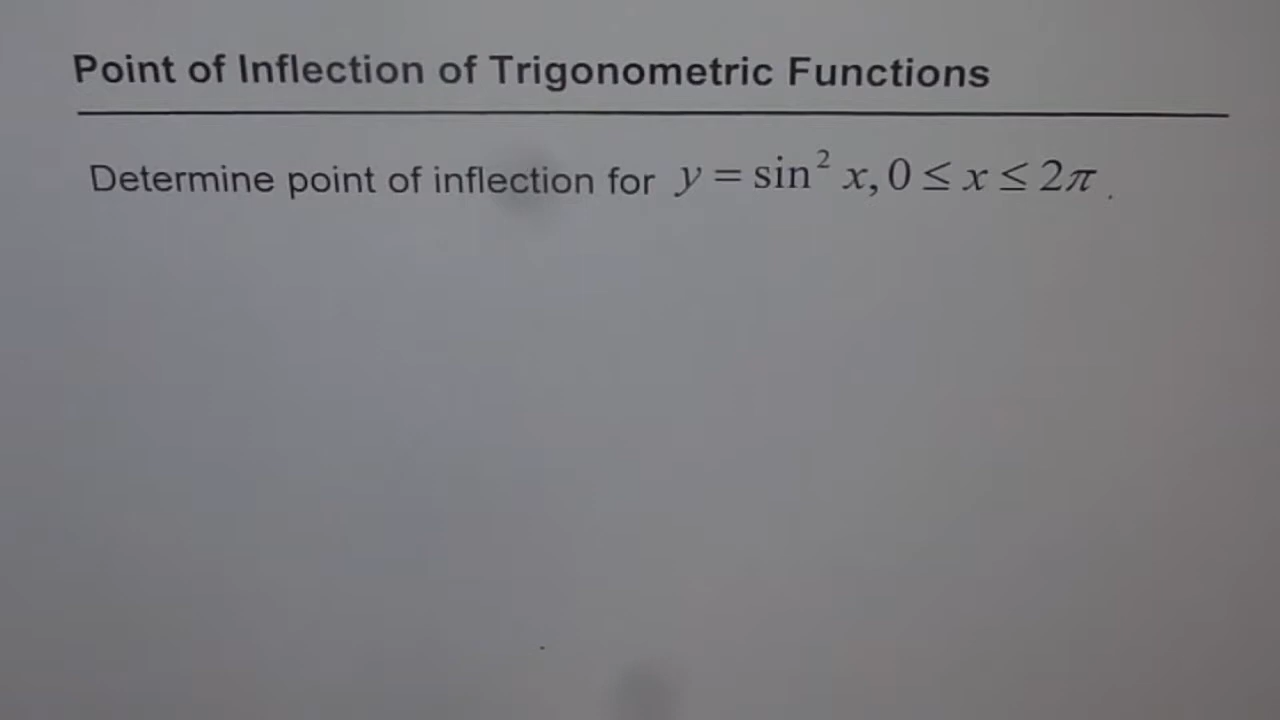 Point of Inflection of Trigonometric Functions
Determine point of inflection for y = sin² x, 0 ≤ x ≤ 2π .